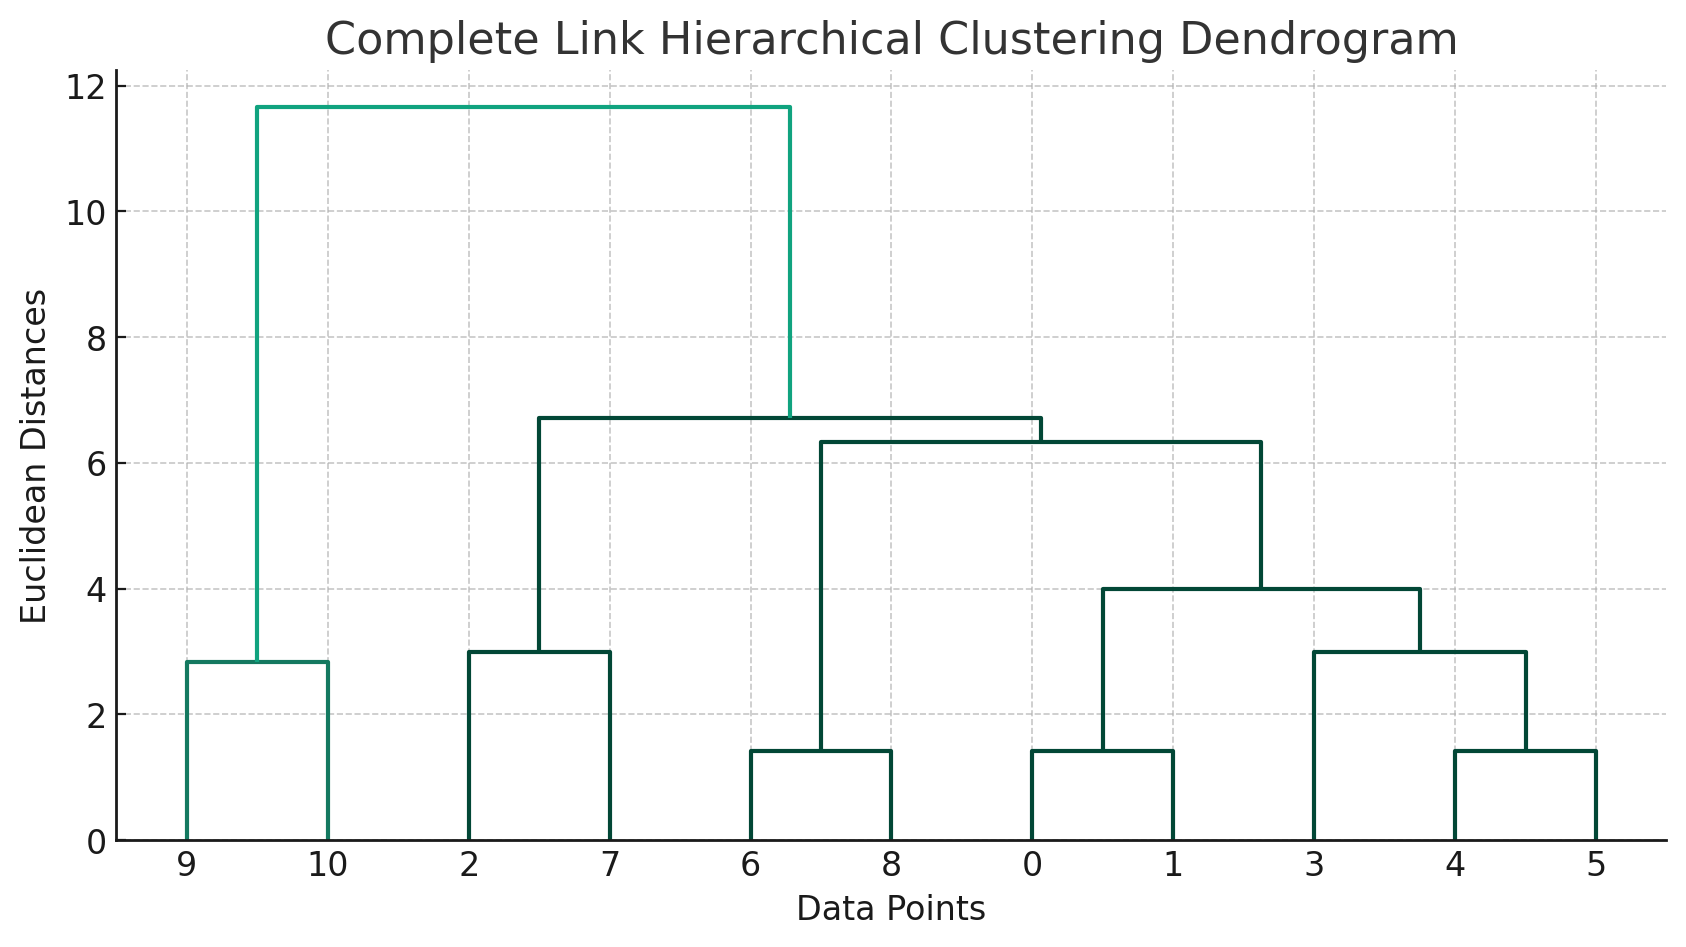 Complete Link Hierarchical Clustering Dendrogram
12
10
8
6
4
2
0
Euclidean Distances
9 10 2 7 6 8 0 1 3 4 5
Data Points